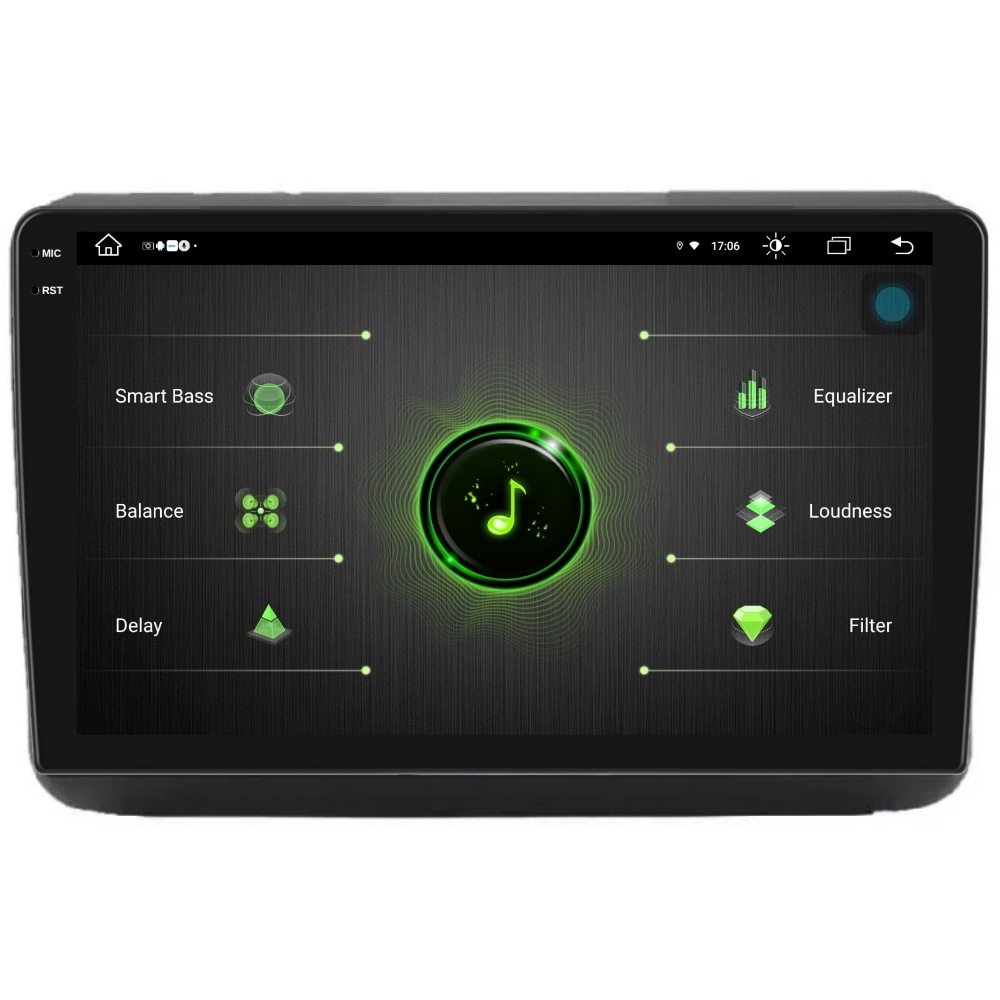 MIC
RST
17:06
Smart Bass
Equalizer
Balance
Loudness
Delay
Filter